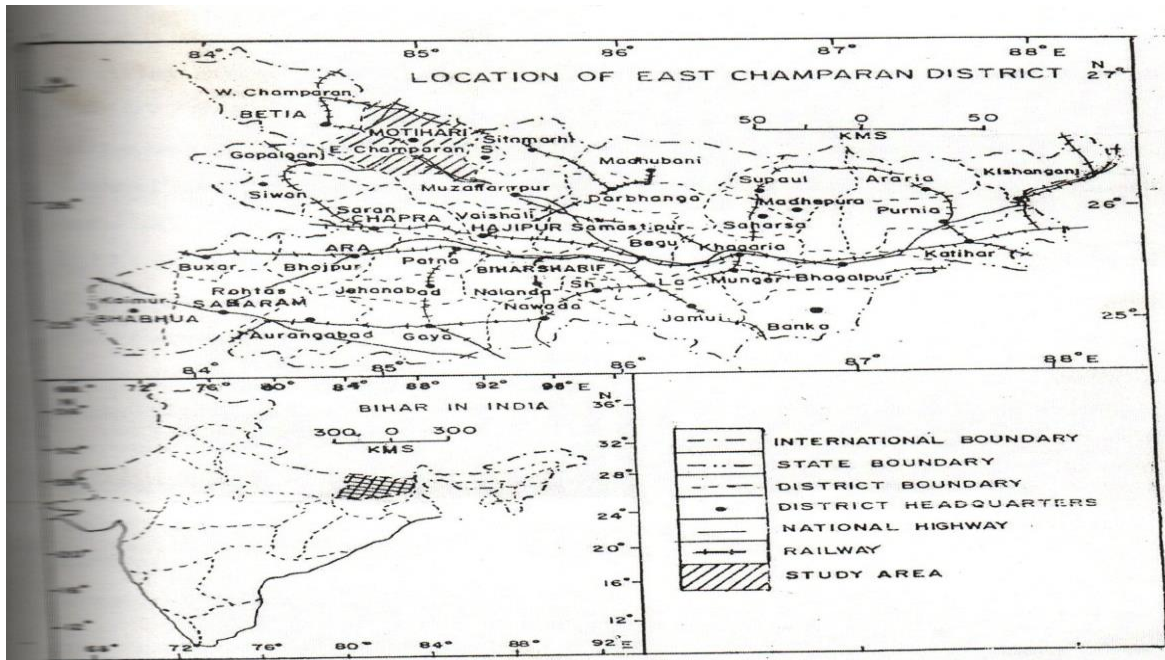 84° 85° 86° 87° 88°E
LOCATION OF EAST CHAMPARAN DISTRICT
N
27°
W. Champaran
BETIA
50 0 50
KMS
MOTIHARI
Sitamarhi
E. Champaran S.
Gopalganj
Madhubani
Supaul
Araria
Kishanganj
Siwan
Muzaffarpur
Darbhanga
Madhepura
Purnia
26°
Saran
CHAPRA
Vaishali
HAJIPUR
Samastipur
Saharsa
ARA
Patna
Begu
Khagaria
Katihar
Buxar
Bhojpur
BIHARSHARIF
Munger
Bhagalpur
Rohtas
Jehanabad
Nalanda
Sh
La
Kaimur
SASARAM
Nawada
BHABHUA
Jamui
Banka
25°
25°
Aurangabad
Gaya
84° 85° 86° 87° 88°E
72° 76° 80° 84° 88° 92° 96°E
N
36°
BIHAR IN INDIA
300 0 300
KMS
32°
28°
24°
20°
16°
12°
72° 76° 80° 84° 88° 92°E
INTERNATIONAL BOUNDARY
STATE BOUNDARY
DISTRICT BOUNDARY
DISTRICT HEADQUARTERS
NATIONAL HIGHWAY
RAILWAY
STUDY AREA